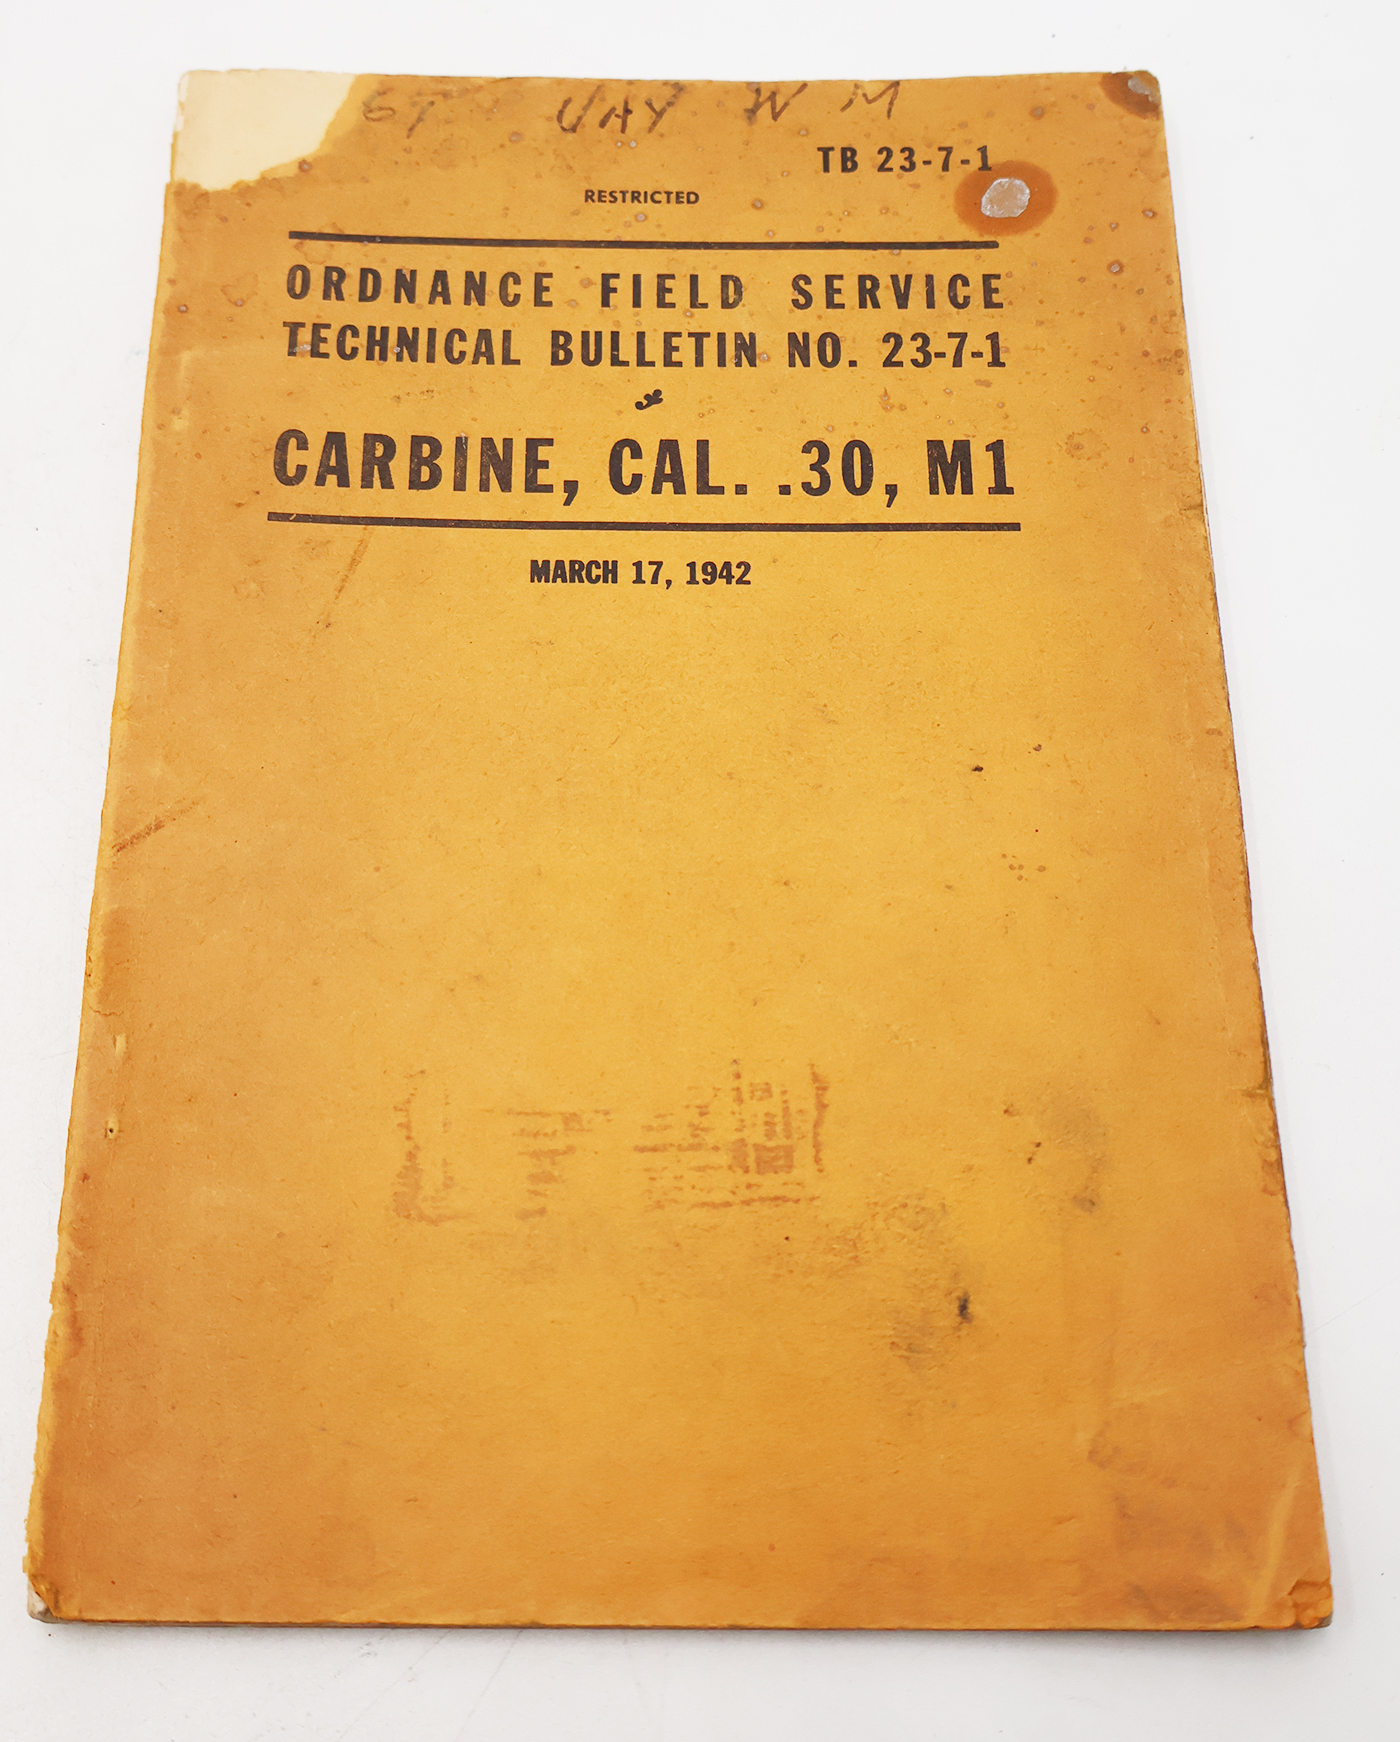 VAY W M
TB 23-7-1
RESTRICTED
ORDNANCE FIELD SERVICE
TECHNICAL BULLETIN NO. 23-7-1
CARBINE, CAL. .30, M1
MARCH 17, 1942